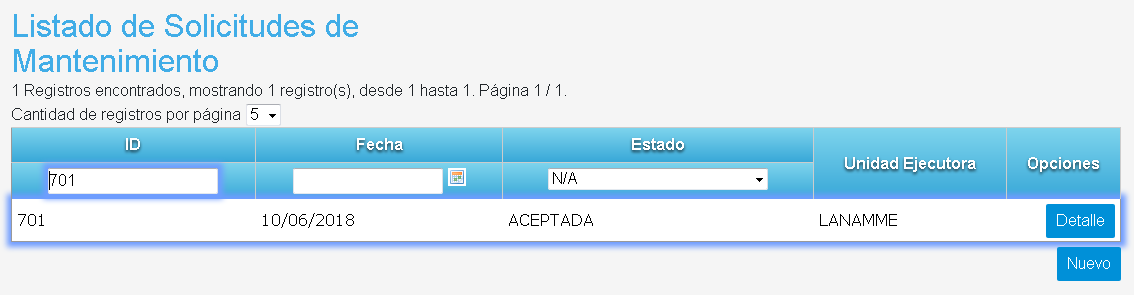 Listado de Solicitudes de
Mantenimiento
1 Registros encontrados, mostrando 1 registro(s), desde 1 hasta 1. Página 1 / 1.
Cantidad de registros por página 5
ID Fecha Estado Unidad Ejecutora Opciones
701 N/A
701 10/06/2018 ACEPTADA LANAMME Detalle
Nuevo